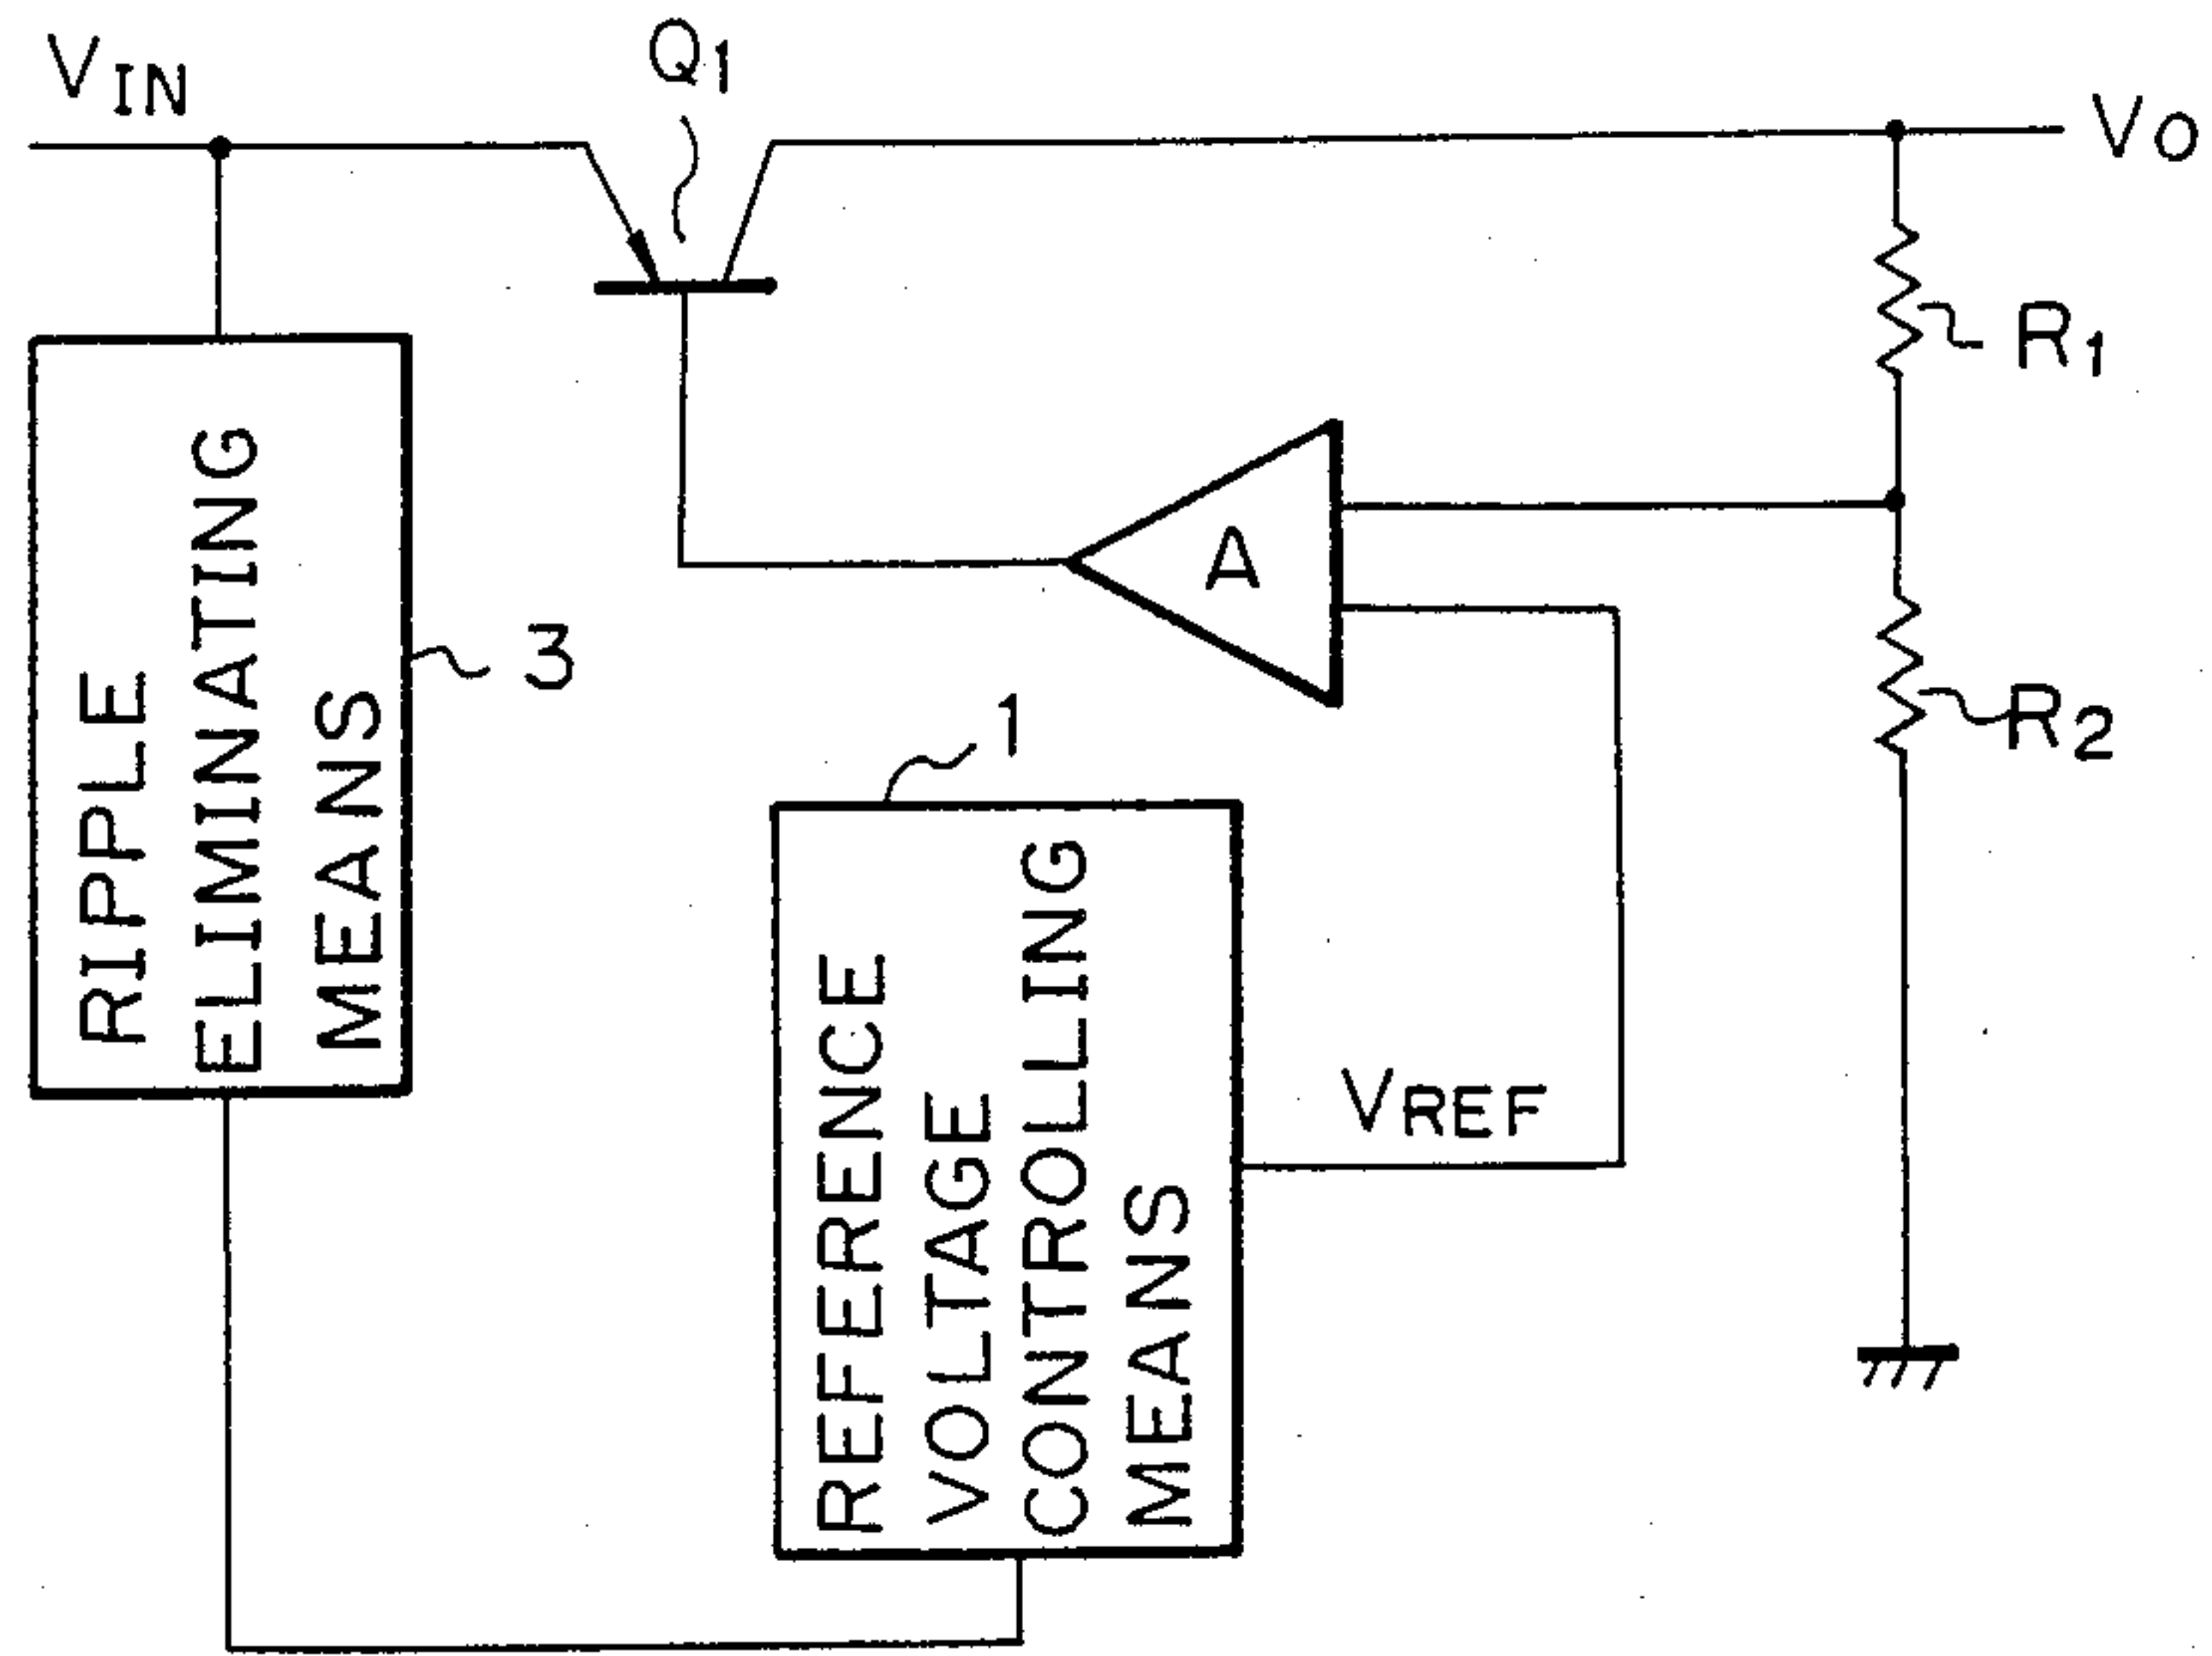 VIN
Q1
VO
R1
A
3
R2
1
RIPPLE
ELIMINATING
MEANS
REFERENCE
VOLTAGE
CONTROLLING
MEANS
VREF